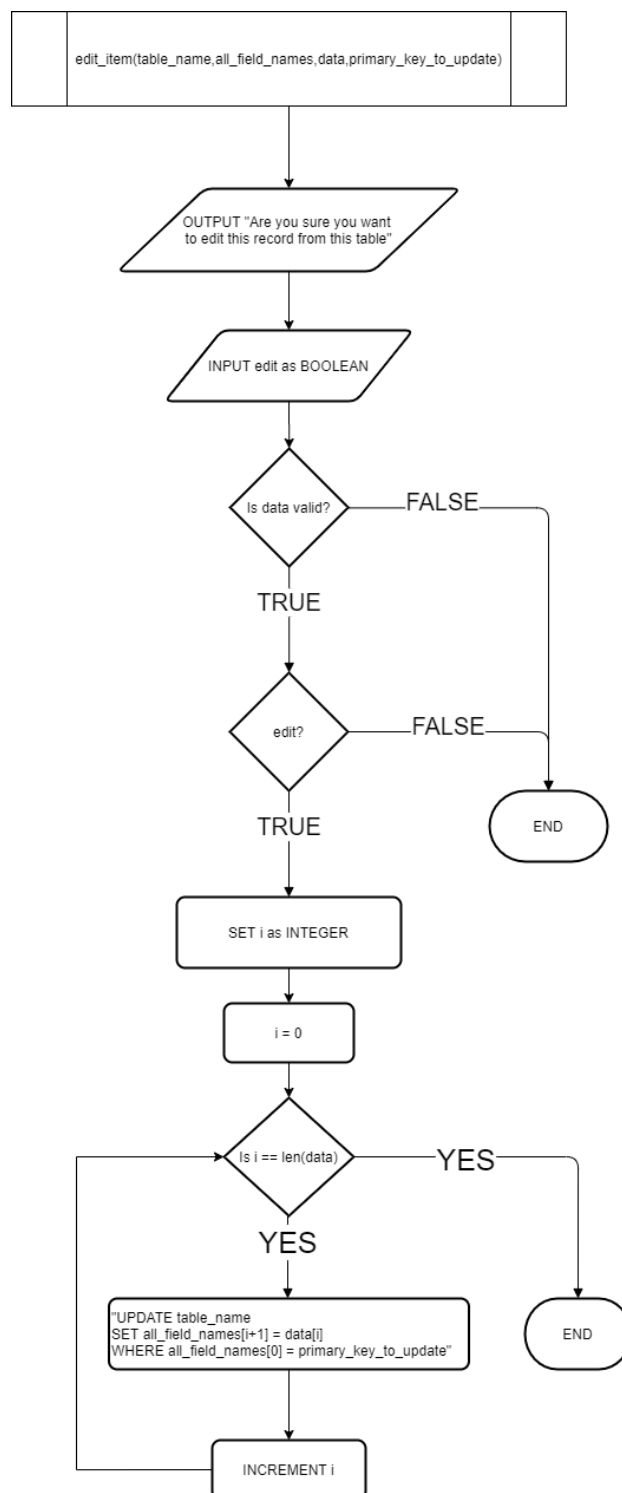 edit_item(table_name,all_field_names,data,primary_key_to_update)
OUTPUT "Are you sure you want
to edit this record from this table"
INPUT edit as BOOLEAN
Is data valid?
FALSE
TRUE
edit?
FALSE
TRUE
END
SET i as INTEGER
i = 0
Is i == len(data)
YES
YES
"UPDATE table_name
SET all_field_names[i+1] = data[i]
WHERE all_field_names[0] = primary_key_to_update"
END
INCREMENT i